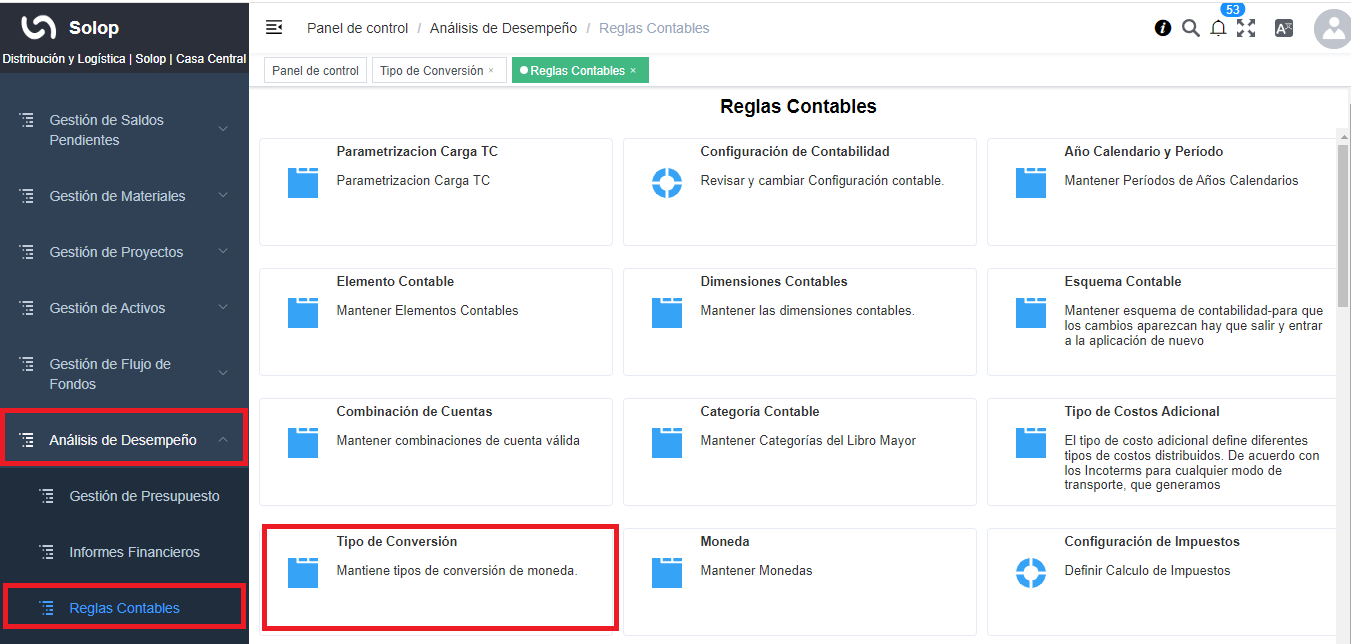 Solop
Distribución y Logística | Solop | Casa Central
Gestión de Saldos
Pendientes
Gestión de Materiales
Gestión de Proyectos
Gestión de Activos
Gestión de Flujo de
Fondos
Análisis de Desempeño
Gestión de Presupuesto
Informes Financieros
Reglas Contables
Panel de control / Análisis de Desempeño / Reglas Contables
53
Panel de control
Tipo de Conversión ×
Reglas Contables ×
Reglas Contables
Parametrizacion Carga TC
Parametrizacion Carga TC
Configuración de Contabilidad
Revisar y cambiar Configuración contable.
Año Calendario y Período
Mantener Períodos de Años Calendarios
Elemento Contable
Mantener Elementos Contables
Dimensiones Contables
Mantener las dimensiones contables.
Esquema Contable
Mantener esquema de contabilidad-para que
los cambios aparezcan hay que salir y entrar
a la aplicación de nuevo
Combinación de Cuentas
Mantener combinaciones de cuenta válida
Categoría Contable
Mantener Categorías del Libro Mayor
Tipo de Costos Adicional
El tipo de costo adicional define diferentes
tipos de costos distribuidos. De acuerdo con
los Incoterms para cualquier modo de
transporte, que generamos
Tipo de Conversión
Mantiene tipos de conversión de moneda.
Moneda
Mantener Monedas
Configuración de Impuestos
Definir Calculo de Impuestos